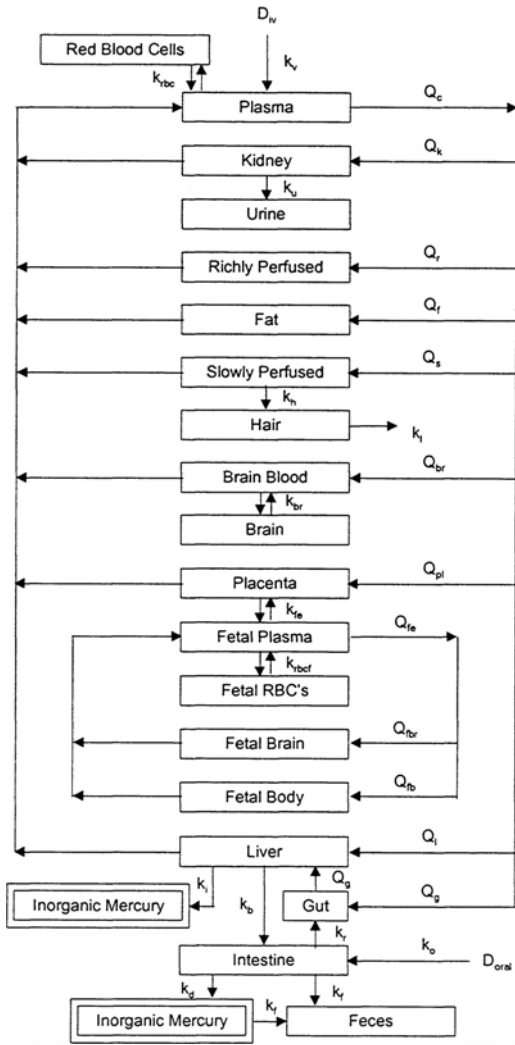 D_iv
Red Blood Cells
k_rbc
k_v
Plasma
Q_c
Kidney
Q_k
k_u
Urine
Richly Perfused
Q_r
Fat
Q_f
Slowly Perfused
Q_s
k_h
Hair
k_l
Brain Blood
Q_br
k_br
Brain
Placenta
Q_pl
k_fe
Fetal Plasma
Q_fe
k_rbcf
Fetal RBC's
Fetal Brain
Q_fbr
Fetal Body
Q_fb
Liver
Q_l
k_i
Q_g
Inorganic Mercury
k_b
Gut
Q_g
k_r
k_o
Intestine
D_oral
k_d
k_f
Inorganic Mercury
k_f
Feces